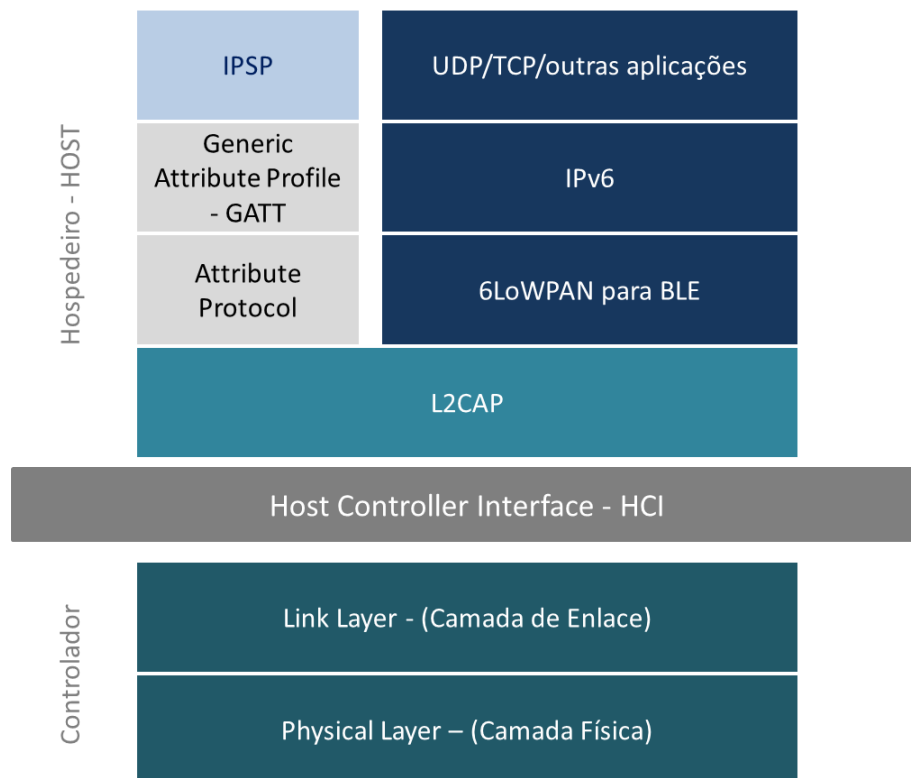 Hospedeiro - HOST
IPSP
UDP/TCP/outras aplicações
Generic
Attribute Profile
- GATT
IPv6
Attribute
Protocol
6LoWPAN para BLE
L2CAP
Host Controller Interface - HCI
Controlador
Link Layer - (Camada de Enlace)
Physical Layer – (Camada Física)